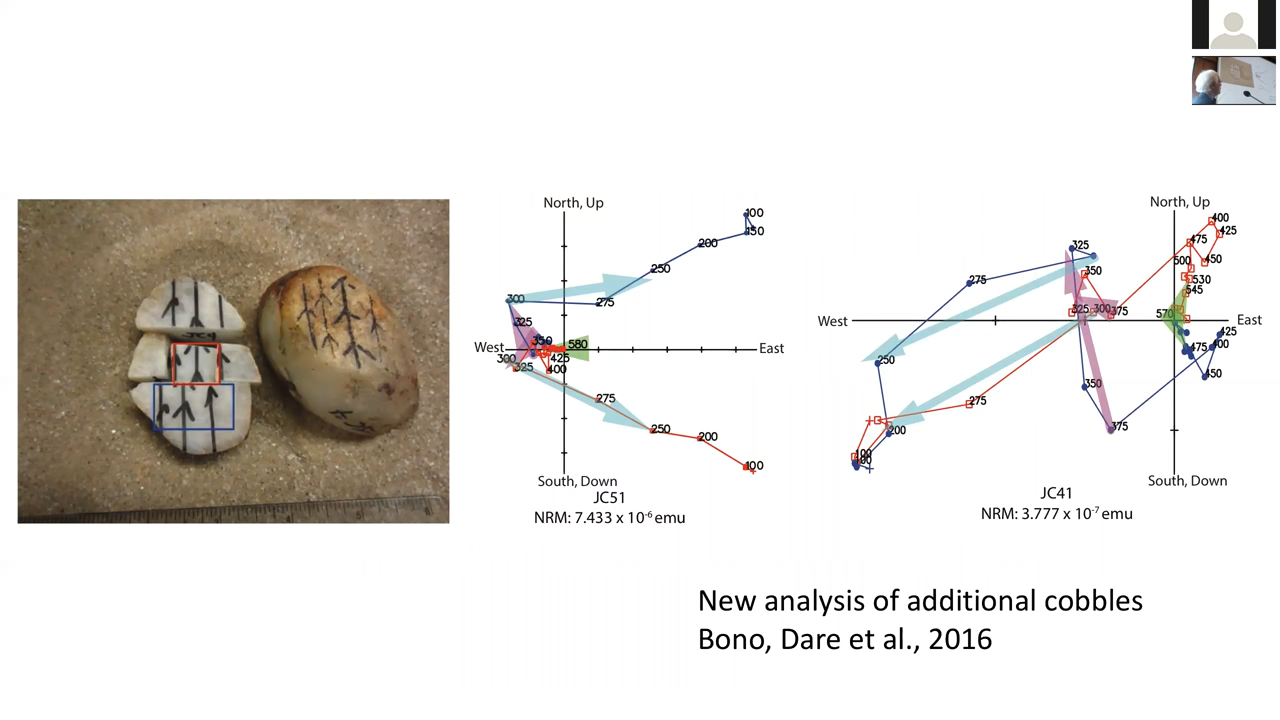 North, Up
100
150
200
250
275
300
325
350
580
West
East
425
300
325
400
275
250
200
100
South, Down
JC51
NRM: 7.433 x 10-6 emu
North, Up
400
425
325
475
500
450
350
275
530
545
325
300
375
570
West
East
425
400
475
250
450
350
375
275
200
100
South, Down
JC41
NRM: 3.777 x 10-7 emu
New analysis of additional cobbles
Bono, Dare et al., 2016